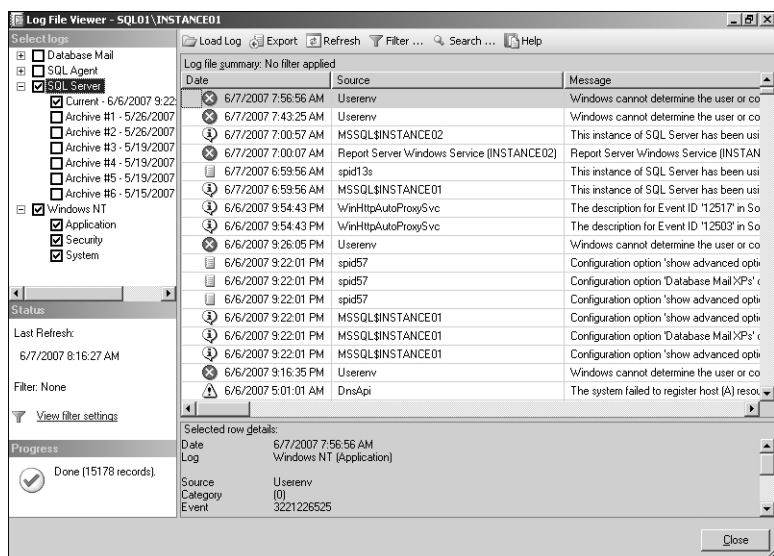 Log File Viewer - SQL01\INSTANCE01
Select logs
Database Mail
SQL Agent
SQL Server
Current - 6/6/2007 9:22:
Archive #1 - 5/26/2007
Archive #2 - 5/26/2007
Archive #3 - 5/19/2007
Archive #4 - 5/19/2007
Archive #5 - 5/19/2007
Archive #6 - 5/15/2007
Windows NT
Application
Security
System
Status
Last Refresh:
6/7/2007 8:16:27 AM
Filter: None
View filter settings
Progress
Done (15178 records).
Load Log Export Refresh Filter ... Search ... Help
Log file summary: No filter applied
Date Source Message
6/7/2007 7:56:56 AM Userenv Windows cannot determine the user or co
6/7/2007 7:43:25 AM Userenv Windows cannot determine the user or co
6/7/2007 7:00:57 AM MSSQL$INSTANCE02 This instance of SQL Server has been usi
6/7/2007 7:00:07 AM Report Server Windows Service (INSTANCE02) Report Server Windows Service (INSTAN
6/7/2007 6:59:56 AM spid13s This instance of SQL Server has been usi
6/7/2007 6:59:56 AM MSSQL$INSTANCE01 This instance of SQL Server has been usi
6/6/2007 9:54:43 PM WinHttpAutoProxySvc The description for Event ID '12517' in So
6/6/2007 9:54:43 PM WinHttpAutoProxySvc The description for Event ID '12503' in So
6/6/2007 9:26:05 PM Userenv Windows cannot determine the user or co
6/6/2007 9:22:01 PM spid57 Configuration option 'show advanced optio
6/6/2007 9:22:01 PM spid57 Configuration option 'Database Mail XPs' c
6/6/2007 9:22:01 PM spid57 Configuration option 'show advanced optio
6/6/2007 9:22:01 PM MSSQL$INSTANCE01 Configuration option 'show advanced optio
6/6/2007 9:22:01 PM MSSQL$INSTANCE01 Configuration option 'Database Mail XPs' c
6/6/2007 9:22:01 PM MSSQL$INSTANCE01 Configuration option 'show advanced optio
6/6/2007 9:16:35 PM Userenv Windows cannot determine the user or co
6/6/2007 5:01:01 AM DnsApi The system failed to register host (A) resou
Selected row details:
Date 6/7/2007 7:56:56 AM
Log Windows NT (Application)
Source Userenv
Category (0)
Event 3221226525
Close